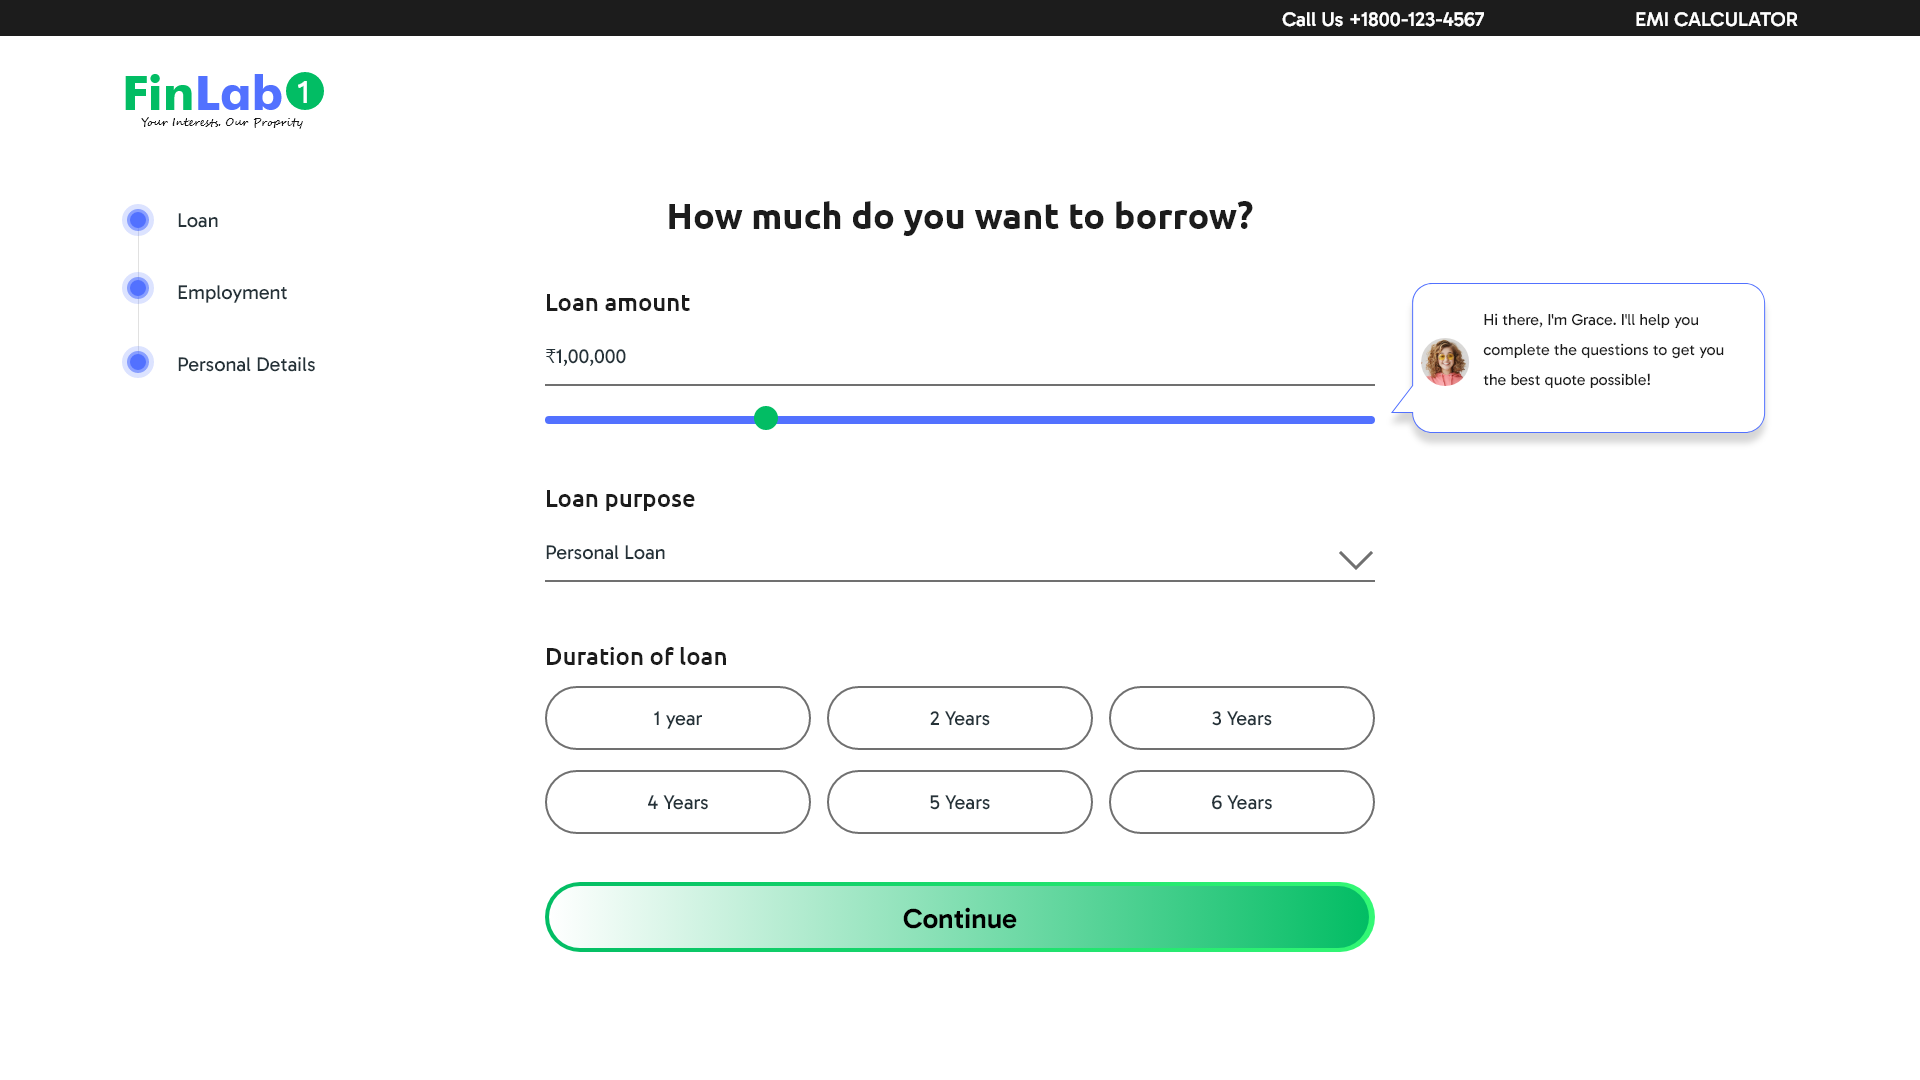 Call Us +1800-123-4567
EMI CALCULATOR
FinLab1
Your Interests. Our Proprity
Loan
Employment
Personal Details
How much do you want to borrow?
Loan amount
₹1,00,000
Hi there, I'm Grace. I'll help you
complete the questions to get you
the best quote possible!
Loan purpose
Personal Loan
Duration of loan
1 year
2 Years
3 Years
4 Years
5 Years
6 Years
Continue